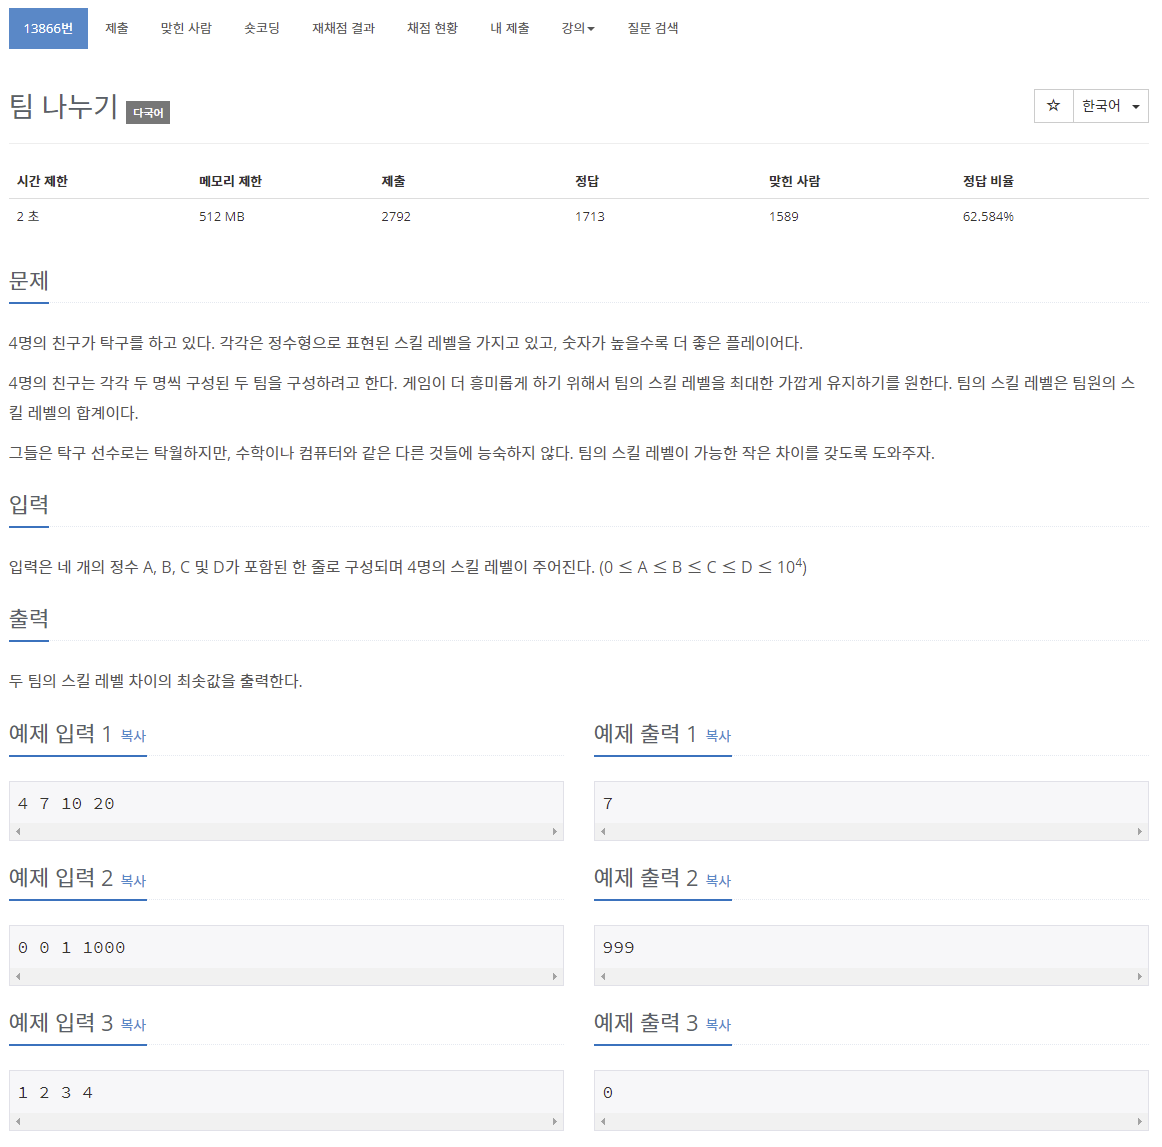 13866번 제출 맞힌 사람 숏코딩 재채점 결과 채점 현황 내 제출 강의 질문 검색
팀 나누기 다국어 ☆ 한국어
시간 제한 메모리 제한 제출 정답 맞힌 사람 정답 비율
2 초 512 MB 2792 1713 1589 62.584%
문제
4명의 친구가 탁구를 하고 있다. 각각은 정수형으로 표현된 스킬 레벨을 가지고 있고, 숫자가 높을수록 더 좋은 플레이어다.
4명의 친구는 각각 두 명씩 구성된 두 팀을 구성하려고 한다. 게임이 더 흥미롭게 하기 위해서 팀의 스킬 레벨을 최대한 가깝게 유지하기를 원한다. 팀의 스킬 레벨은 팀원의 스
킬 레벨의 합계이다.
그들은 탁구 선수로는 탁월하지만, 수학이나 컴퓨터와 같은 다른 것들에 능숙하지 않다. 팀의 스킬 레벨이 가능한 작은 차이를 갖도록 도와주자.
입력
입력은 네 개의 정수 A, B, C 및 D가 포함된 한 줄로 구성되며 4명의 스킬 레벨이 주어진다. (0 ≤ A ≤ B ≤ C ≤ D ≤ 10⁴)
출력
두 팀의 스킬 레벨 차이의 최솟값을 출력한다.
예제 입력 1 복사 예제 출력 1 복사
4 7 10 20 7
예제 입력 2 복사 예제 출력 2 복사
0 0 1 1000 999
예제 입력 3 복사 예제 출력 3 복사
1 2 3 4 0